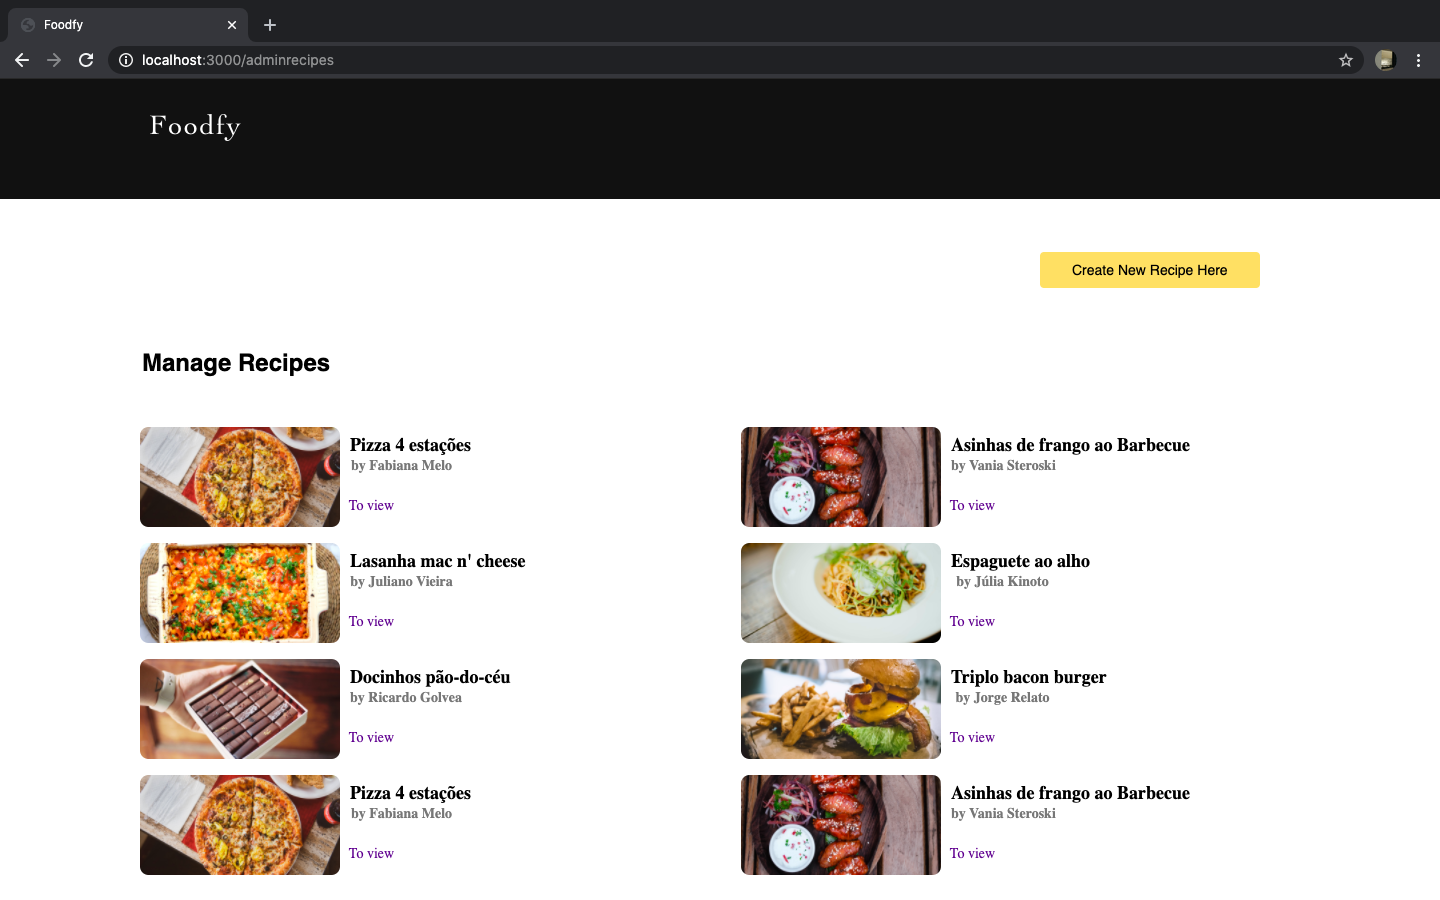 Foodfy
localhost:3000/adminrecipes
Foodfy
Create New Recipe Here
Manage Recipes
Pizza 4 estações
by Fabiana Melo
To view
Asinhas de frango ao Barbecue
by Vania Steroski
To view
Lasanha mac n' cheese
by Juliano Vieira
To view
Espaguete ao alho
by Júlia Kinoto
To view
Docinhos pão-do-céu
by Ricardo Golvea
To view
Triplo bacon burger
by Jorge Relato
To view
Pizza 4 estações
by Fabiana Melo
To view
Asinhas de frango ao Barbecue
by Vania Steroski
To view